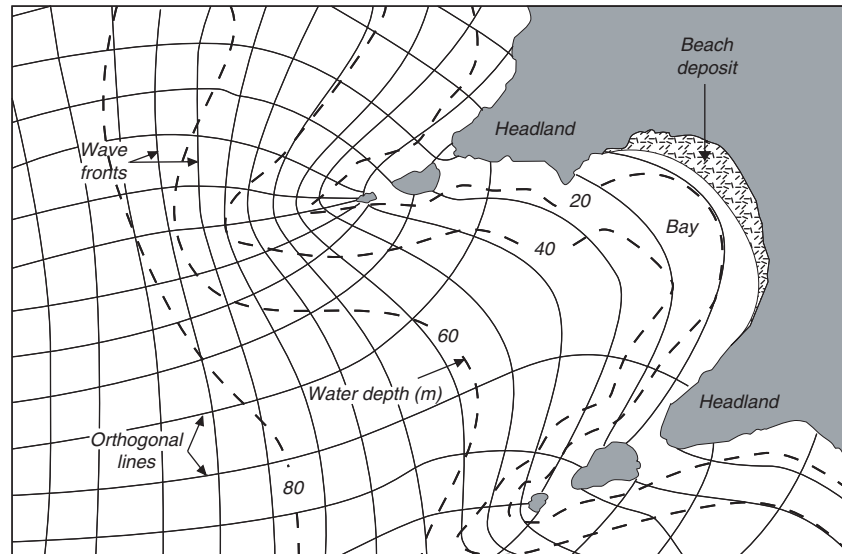 Beach
deposit
Headland
Wave
fronts
20
Bay
40
60
Water depth (m)
Headland
Orthogonal
lines
80